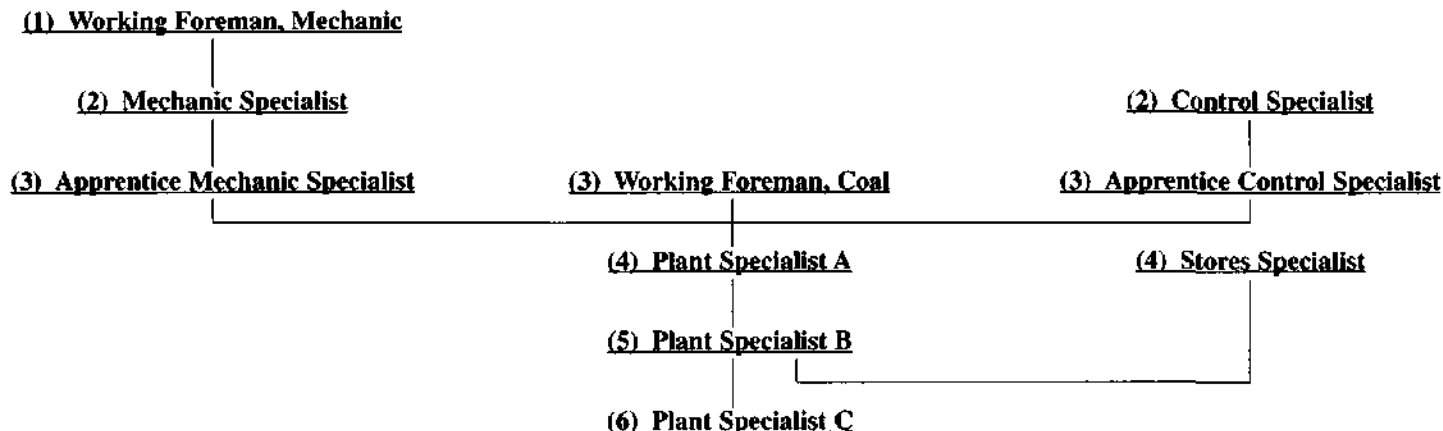 (1) Working Foreman, Mechanic
(2) Mechanic Specialist
(2) Control Specialist
(3) Apprentice Mechanic Specialist
(3) Working Foreman, Coal
(3) Apprentice Control Specialist
(4) Plant Specialist A
(4) Stores Specialist
(5) Plant Specialist B
(6) Plant Specialist C